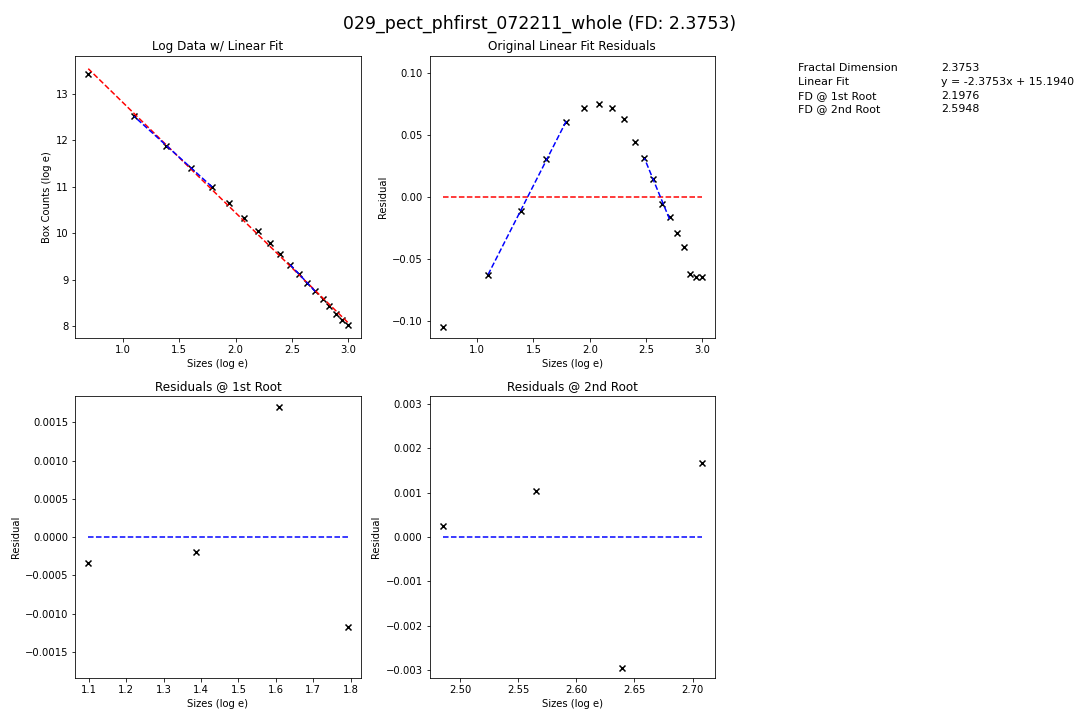 029_pect_phfirst_072211_whole (FD: 2.3753)
Log Data w/ Linear Fit
Box Counts (log e)
13
12
11
10
9
8
1.0 1.5 2.0 2.5 3.0
Sizes (log e)
Original Linear Fit Residuals
Residual
0.10
0.05
0.00
−0.05
−0.10
1.0 1.5 2.0 2.5 3.0
Sizes (log e)
Fractal Dimension 2.3753
Linear Fit y = -2.3753x + 15.1940
FD @ 1st Root 2.1976
FD @ 2nd Root 2.5948
Residuals @ 1st Root
Residual
0.0015
0.0010
0.0005
0.0000
−0.0005
−0.0010
−0.0015
1.1 1.2 1.3 1.4 1.5 1.6 1.7 1.8
Sizes (log e)
Residuals @ 2nd Root
Residual
0.003
0.002
0.001
0.000
−0.001
−0.002
−0.003
2.50 2.55 2.60 2.65 2.70
Sizes (log e)